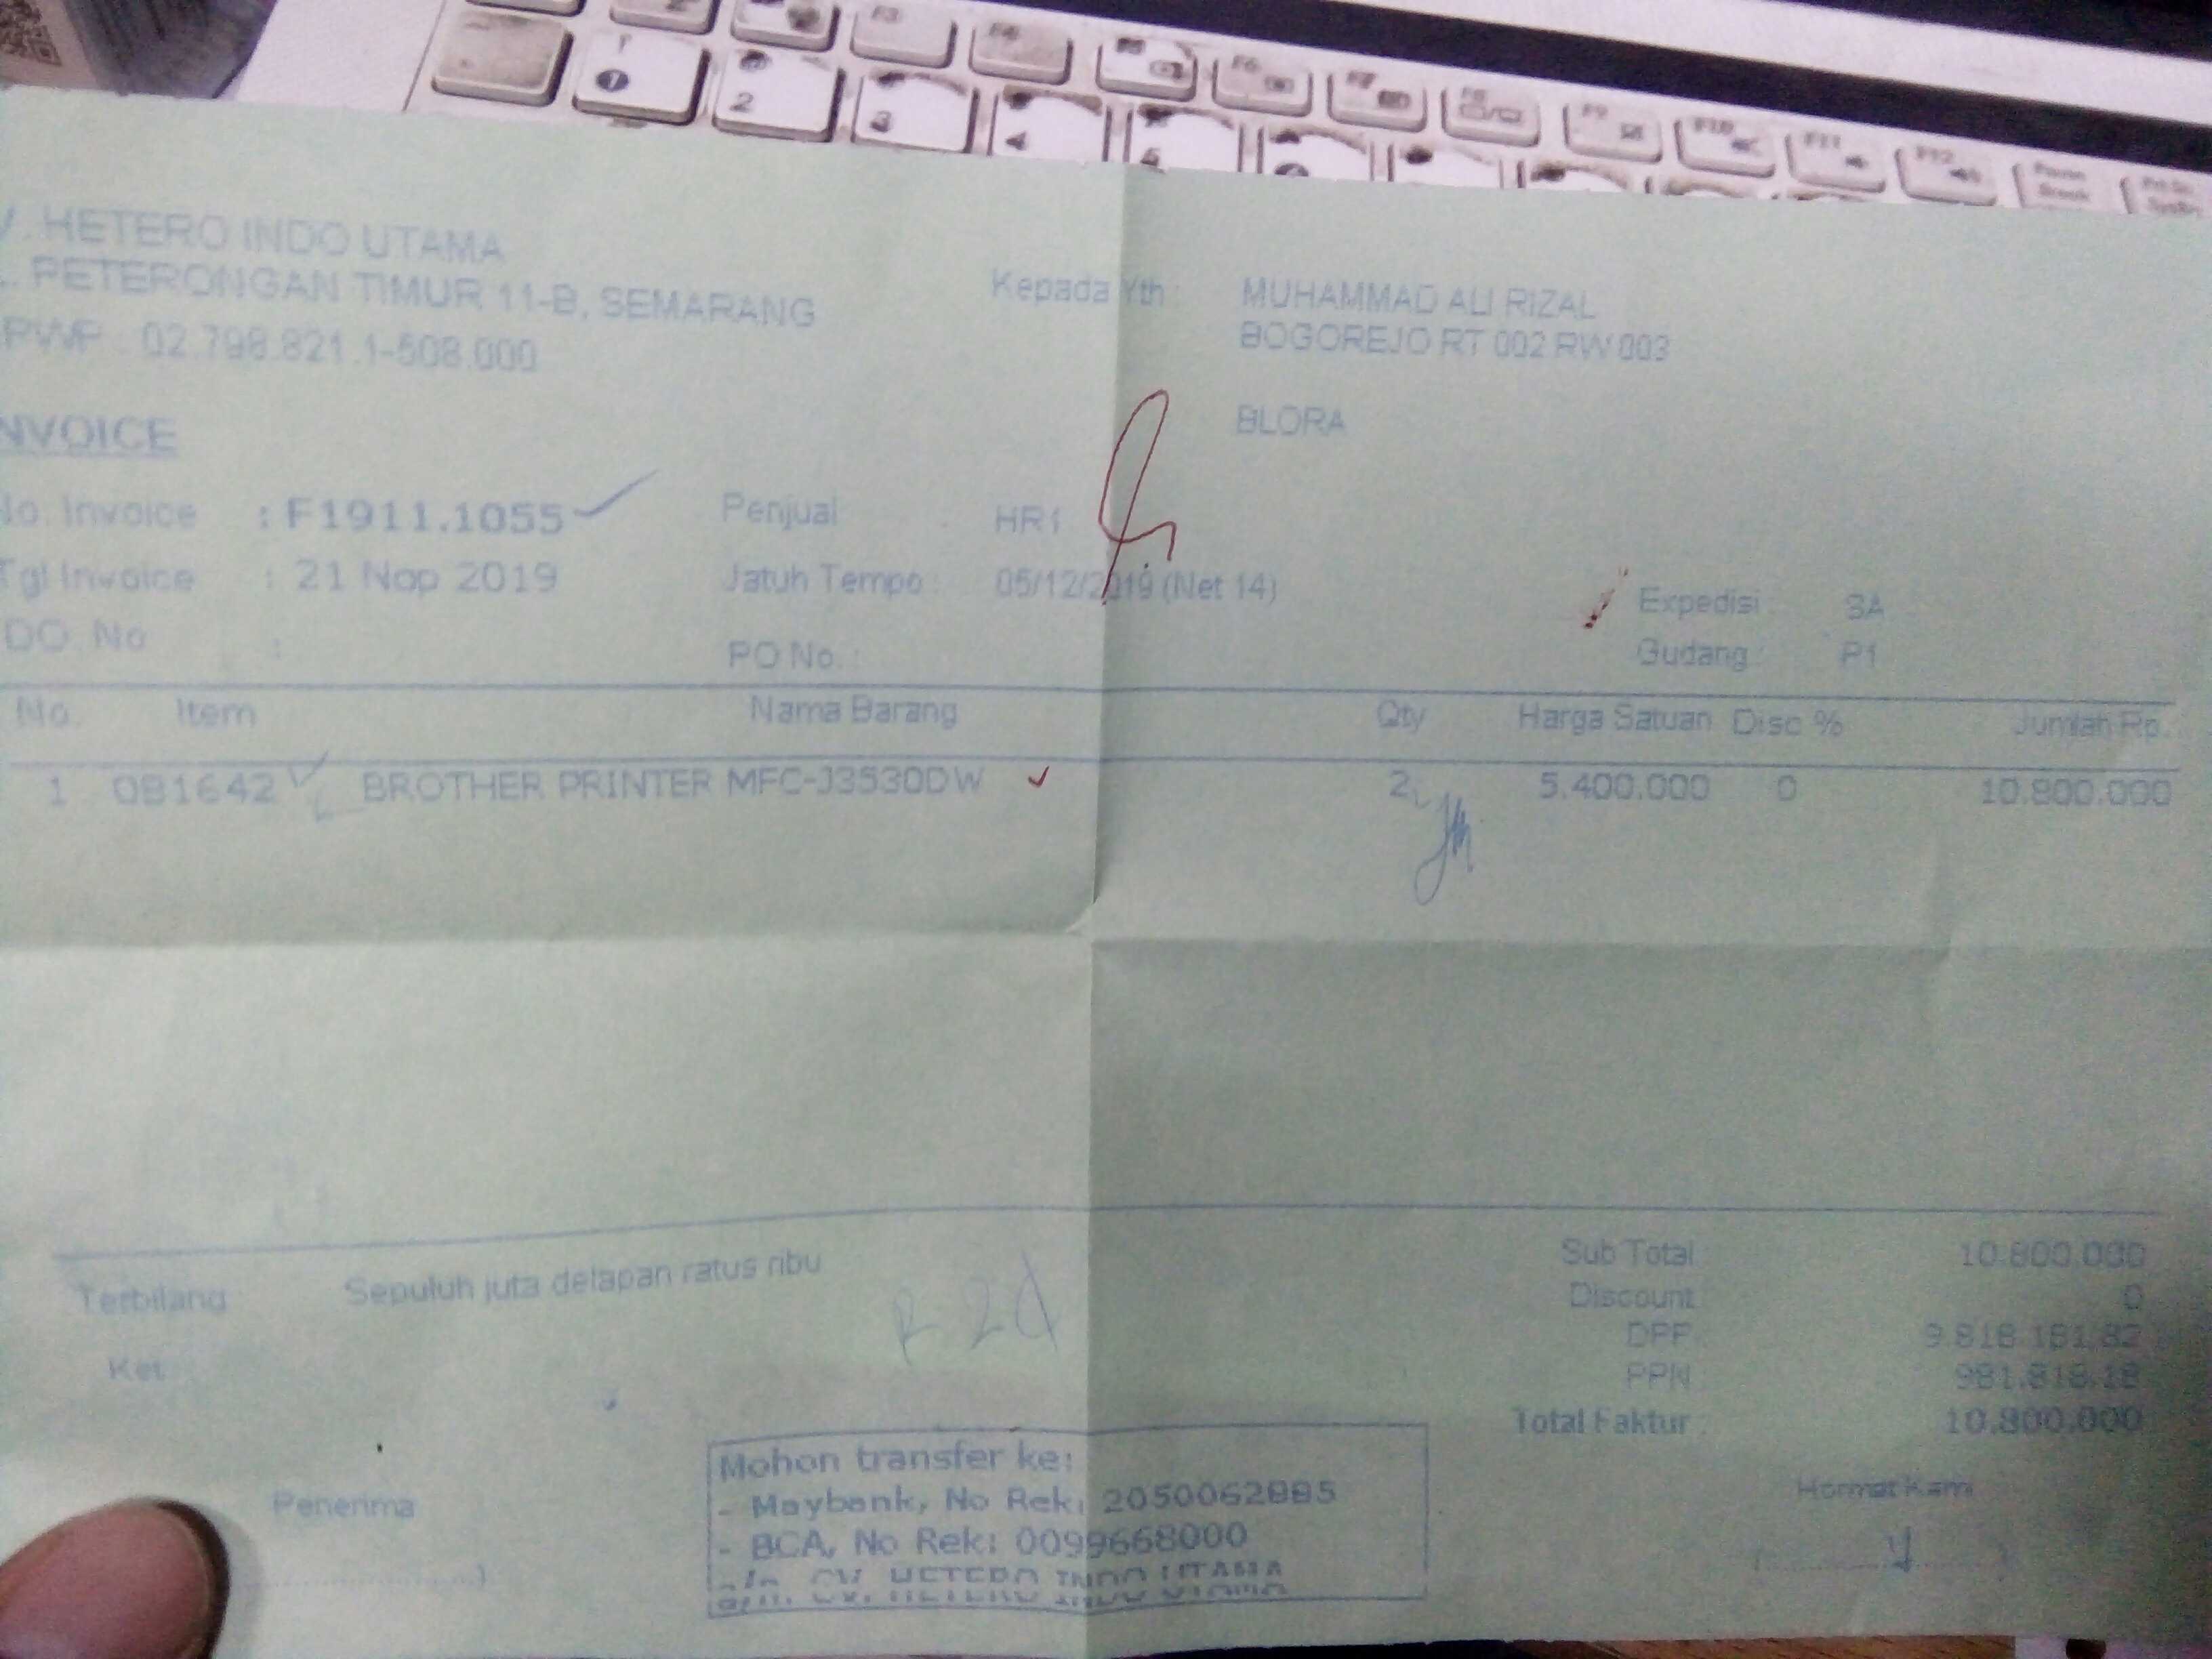 . HETERO INDO UTAMA
. PETERONGAN TIMUR 11-B, SEMARANG
PWP : 02.798.821.1-508.000
Kepada Yth :
MUHAMMAD ALI RIZAL
BOGOREJO RT 002 RW 003
BLORA
NVOICE
No. Invoice : F1911.1055
Penjual : HR1
Tgl Invoice : 21 Nop 2019
Jatuh Tempo : 05/12/2019 (Net 14)
Expedisi : SA
DO. No :
PO No. :
Gudang : P1
No. Item Nama Barang Qty Harga Satuan Disc % Jumlah Rp.
1 0B1642 BROTHER PRINTER MFC-J3530DW 2 5.400.000 0 10.800.000
Terbilang Sepuluh juta delapan ratus ribu
Ket
Sub Total 10.800.000
Discount 0
DPP 9.818.181,82
PPN 981.818,18
Total Faktur : 10.800.000
Penerima
Mohon transfer ke:
- Maybank, No Rek: 2050062885
- BCA, No Rek: 0099668000
a/n. CV. HETERO INDO UTAMA
Hormat Kami